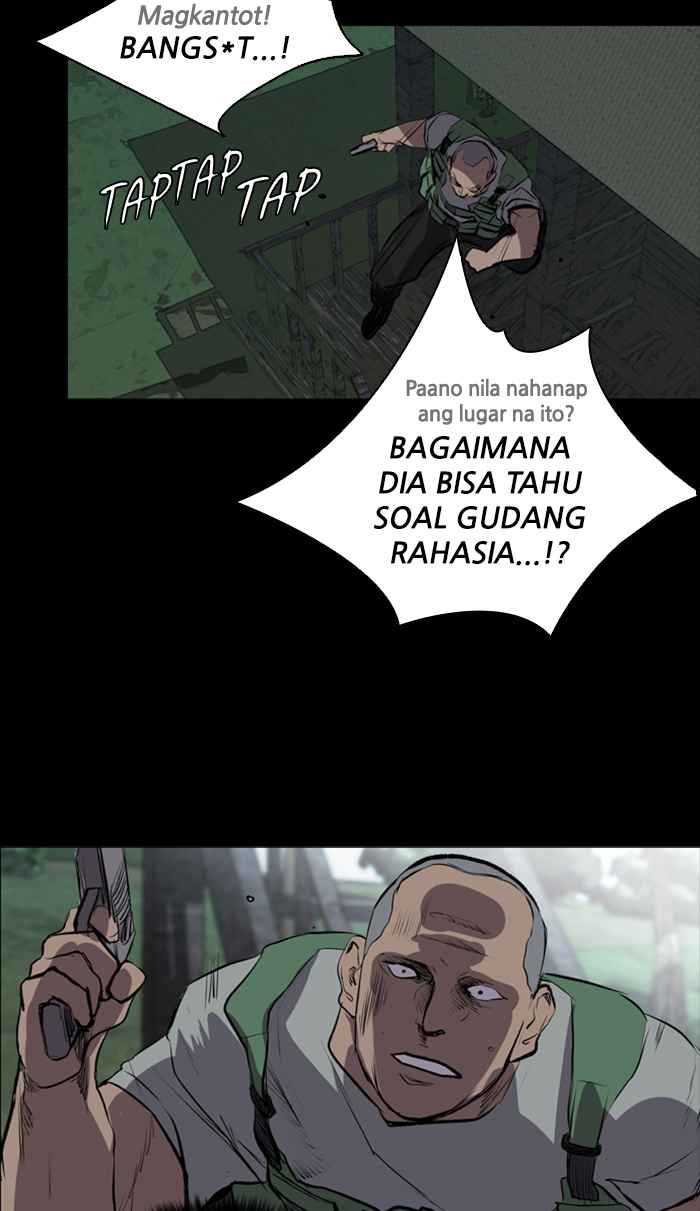 Magkantot!
BANGS*T...!
TAPTAP TAP
Paano nila nahanap
ang lugar na ito?
BAGAIMANA
DIA BISA TAHU
SOAL GUDANG
RAHASIA...!?